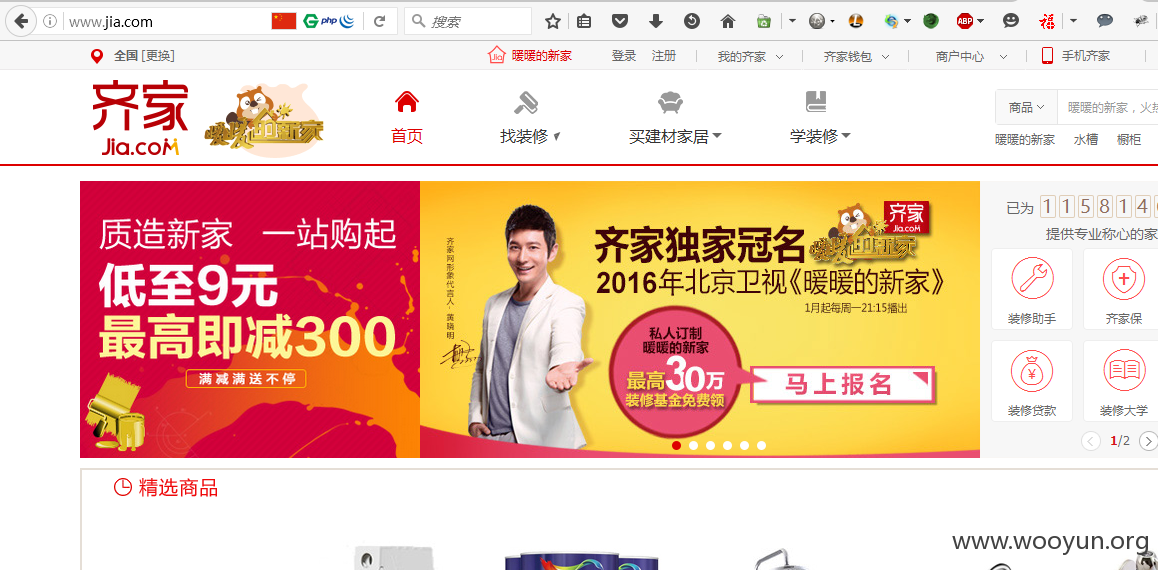 www.jia.com
搜索
ABP
福
全国 [更换]
暖暖的新家
登录
注册
我的齐家
齐家钱包
商户中心
手机齐家
齐家
Jia.com
暖暖的新家
首页
找装修
买建材家居
学装修
商品
暖暖的新家，火热
暖暖的新家
水槽
橱柜
质造新家 一站购起
低至9元
最高即减300
满减满送不停
齐家网形象代言人·黄晓明
齐家独家冠名
暖暖的新家
齐家
Jia.com
2016年北京卫视《暖暖的新家》
1月起每周一21:15播出
私人订制
暖暖的新家
最高30万
装修基金免费领
马上报名
已为
115814
提供专业称心的家
装修助手
齐家保
装修贷款
装修大学
1/2
精选商品
www.wooyun.org